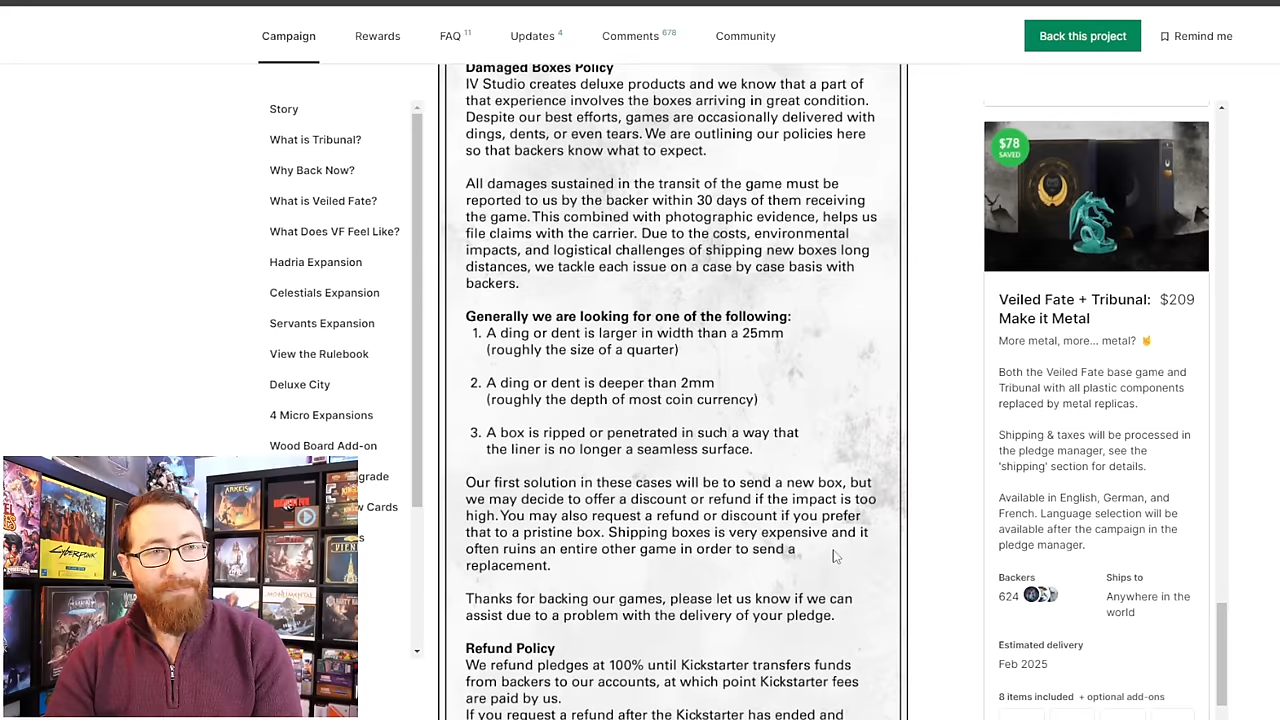 Campaign
Rewards
FAQ 11
Updates 4
Comments 678
Community
Back this project
Remind me
Story
What is Tribunal?
Why Back Now?
What is Veiled Fate?
What Does VF Feel Like?
Hadria Expansion
Celestials Expansion
Servants Expansion
View the Rulebook
Deluxe City
4 Micro Expansions
Wood Board Add-on
grade
Cards
Damaged Boxes Policy
IV Studio creates deluxe products and we know that a part of
that experience involves the boxes arriving in great condition.
Despite our best efforts, games are occasionally delivered with
dings, dents, or even tears. We are outlining our policies here
so that backers know what to expect.
All damages sustained in the transit of the game must be
reported to us by the backer within 30 days of them receiving
the game. This combined with photographic evidence, helps us
file claims with the carrier. Due to the costs, environmental
impacts, and logistical challenges of shipping new boxes long
distances, we tackle each issue on a case by case basis with
backers.
Generally we are looking for one of the following:
1. A ding or dent is larger in width than a 25mm
(roughly the size of a quarter)
2. A ding or dent is deeper than 2mm
(roughly the depth of most coin currency)
3. A box is ripped or penetrated in such a way that
the liner is no longer a seamless surface.
Our first solution in these cases will be to send a new box, but
we may decide to offer a discount or refund if the impact is too
high. You may also request a refund or discount if you prefer
that to a pristine box. Shipping boxes is very expensive and it
often ruins an entire other game in order to send a
replacement.
Thanks for backing our games, please let us know if we can
assist due to a problem with the delivery of your pledge.
Refund Policy
We refund pledges at 100% until Kickstarter transfers funds
from backers to our accounts, at which point Kickstarter fees
are paid by us.
If you request a refund after the Kickstarter has ended and
$78
SAVED
Veiled Fate + Tribunal: $209
Make it Metal
More metal, more... metal? 🤘
Both the Veiled Fate base game and
Tribunal with all plastic components
replaced by metal replicas.
Shipping & taxes will be processed in
the pledge manager, see the
'shipping' section for details.
Available in English, German, and
French. Language selection will be
available after the campaign in the
pledge manager.
Backers
624
Ships to
Anywhere in the
world
Estimated delivery
Feb 2025
8 items included + optional add-ons
ARKEIS
CYBERPUNK